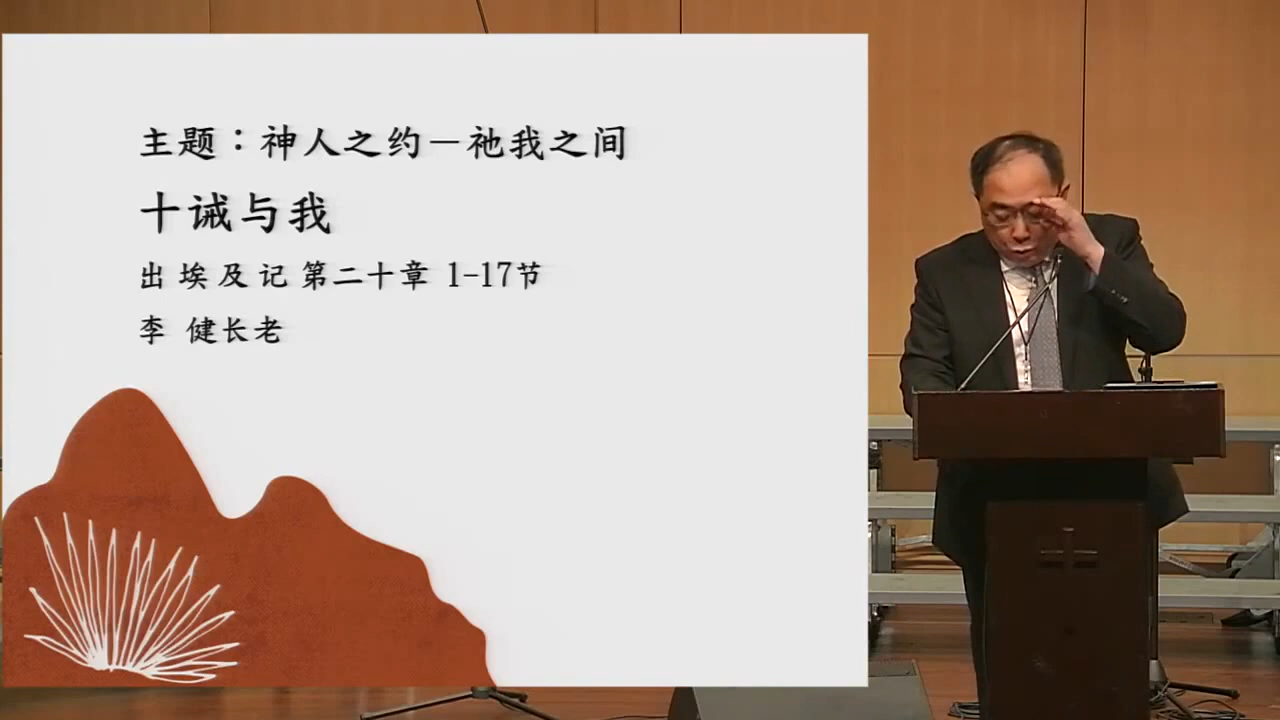 主题：神人之约－祂我之间
十诫与我
出埃及记 第二十章 1-17节
李 健长老